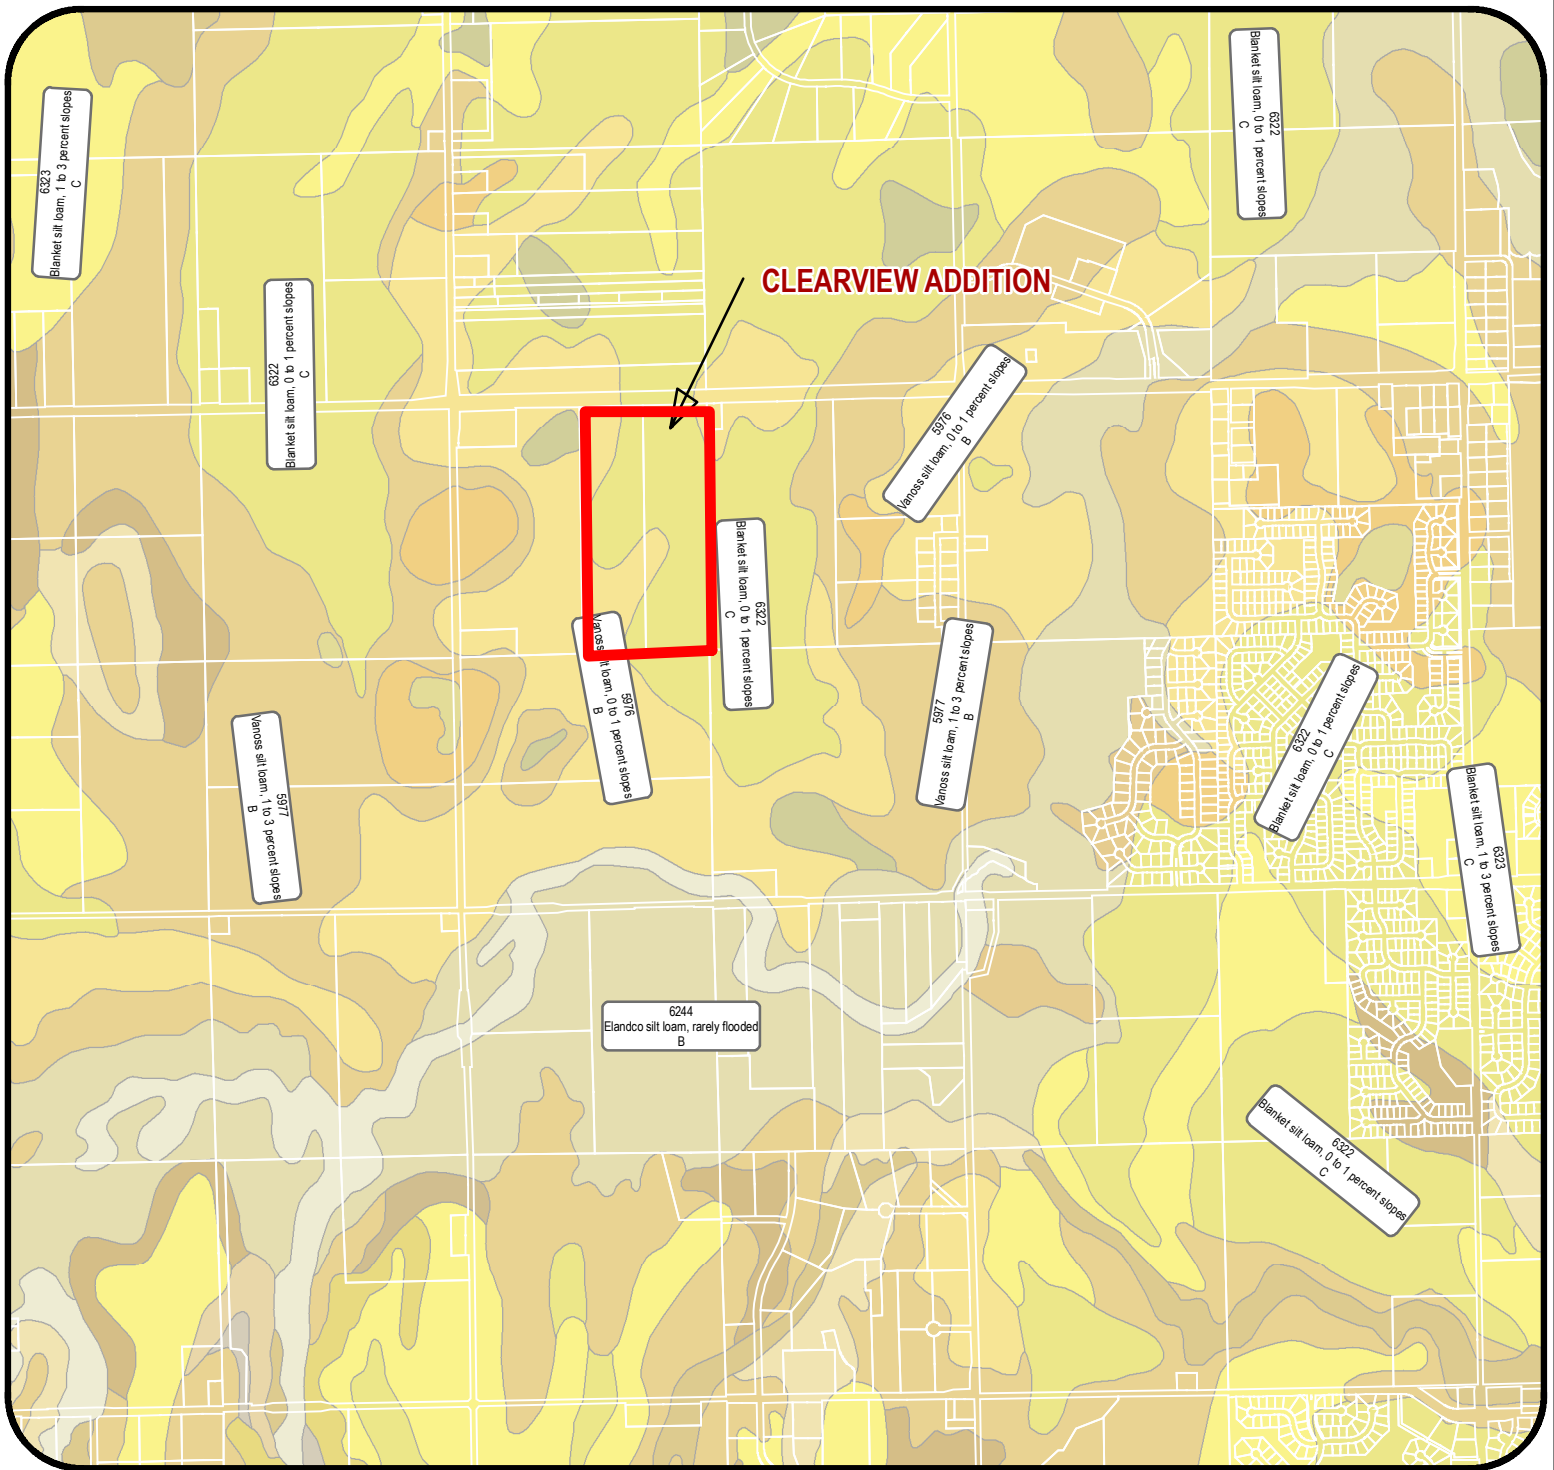 6322
Blanket silt loam, 0 to 1 percent slopes
C
6323
Blanket silt loam, 1 to 3 percent slopes
C
CLEARVIEW ADDITION
6322
Blanket silt loam, 0 to 1 percent slopes
C
5976
Vanoss silt loam, 0 to 1 percent slopes
B
6322
Blanket silt loam, 0 to 1 percent slopes
C
5976
Vanoss silt loam, 0 to 1 percent slopes
B
5977
Vanoss silt loam, 1 to 3 percent slopes
B
6322
Blanket silt loam, 0 to 1 percent slopes
C
5977
Vanoss silt loam, 1 to 3 percent slopes
B
6323
Blanket silt loam, 1 to 3 percent slopes
C
6244
Elandco silt loam, rarely flooded
B
6322
Blanket silt loam, 0 to 1 percent slopes
C